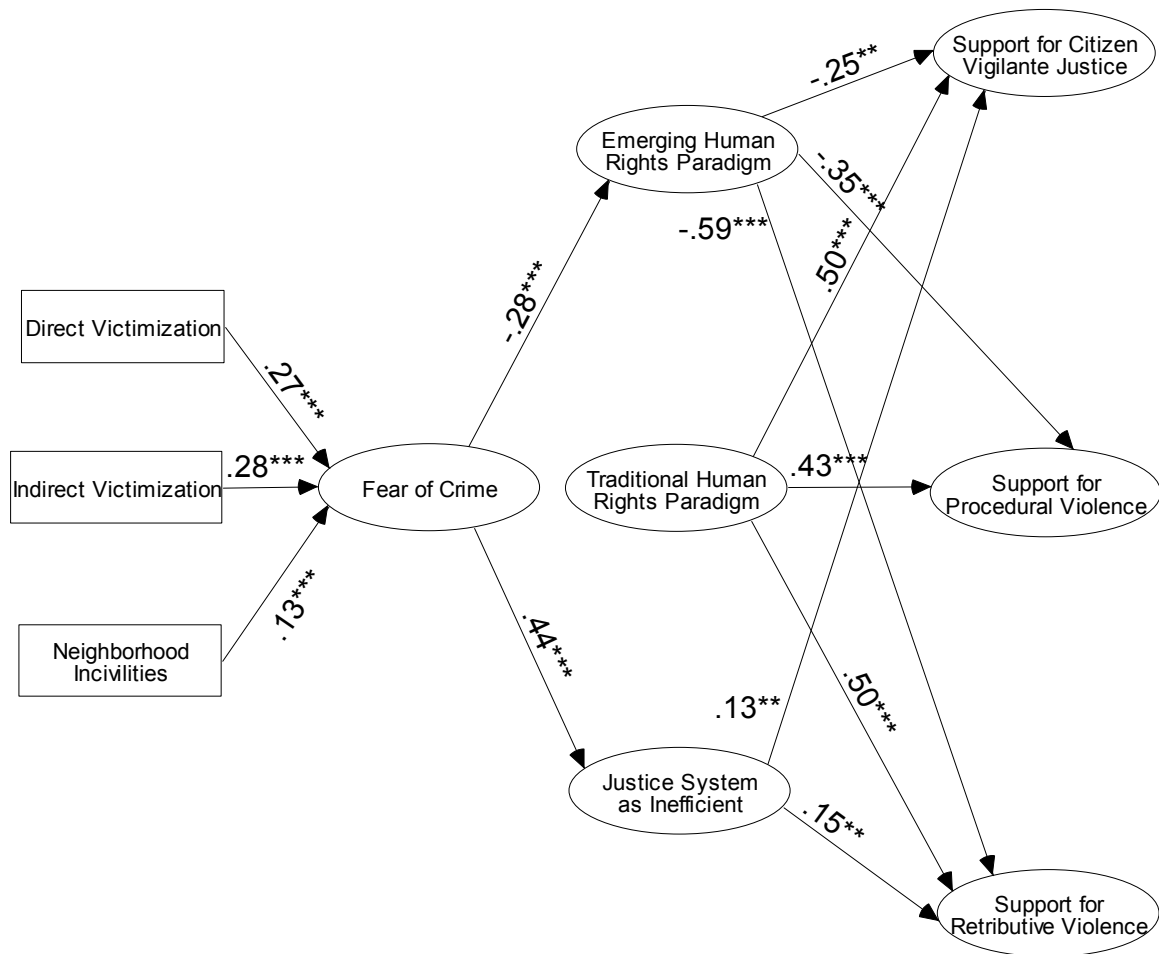 Support for Citizen
Vigilante Justice
-.25**
Emerging Human
Rights Paradigm
-.35***
-.59***
.50***
-.28***
Direct Victimization
.27***
Indirect Victimization
.28***
Fear of Crime
Traditional Human
Rights Paradigm
.43***
Support for
Procedural Violence
.13***
Neighborhood
Incivilities
.44***
.50***
.13**
Justice System
as Inefficient
.15**
Support for
Retributive Violence